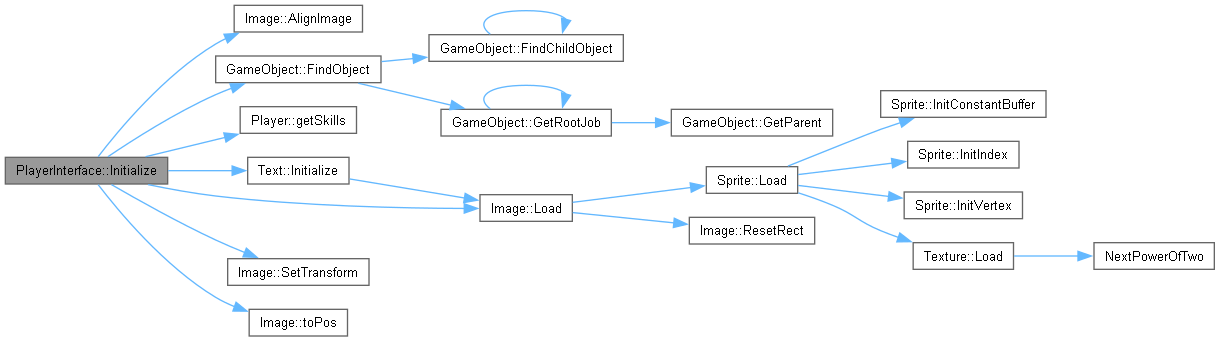 Image::AlignImage
GameObject::FindChildObject
GameObject::FindObject
Sprite::InitConstantBuffer
Player::getSkills
GameObject::GetRootJob
GameObject::GetParent
Sprite::InitIndex
PlayerInterface::Initialize
Text::Initialize
Sprite::Load
Image::Load
Sprite::InitVertex
Image::ResetRect
Texture::Load
NextPowerOfTwo
Image::SetTransform
Image::toPos